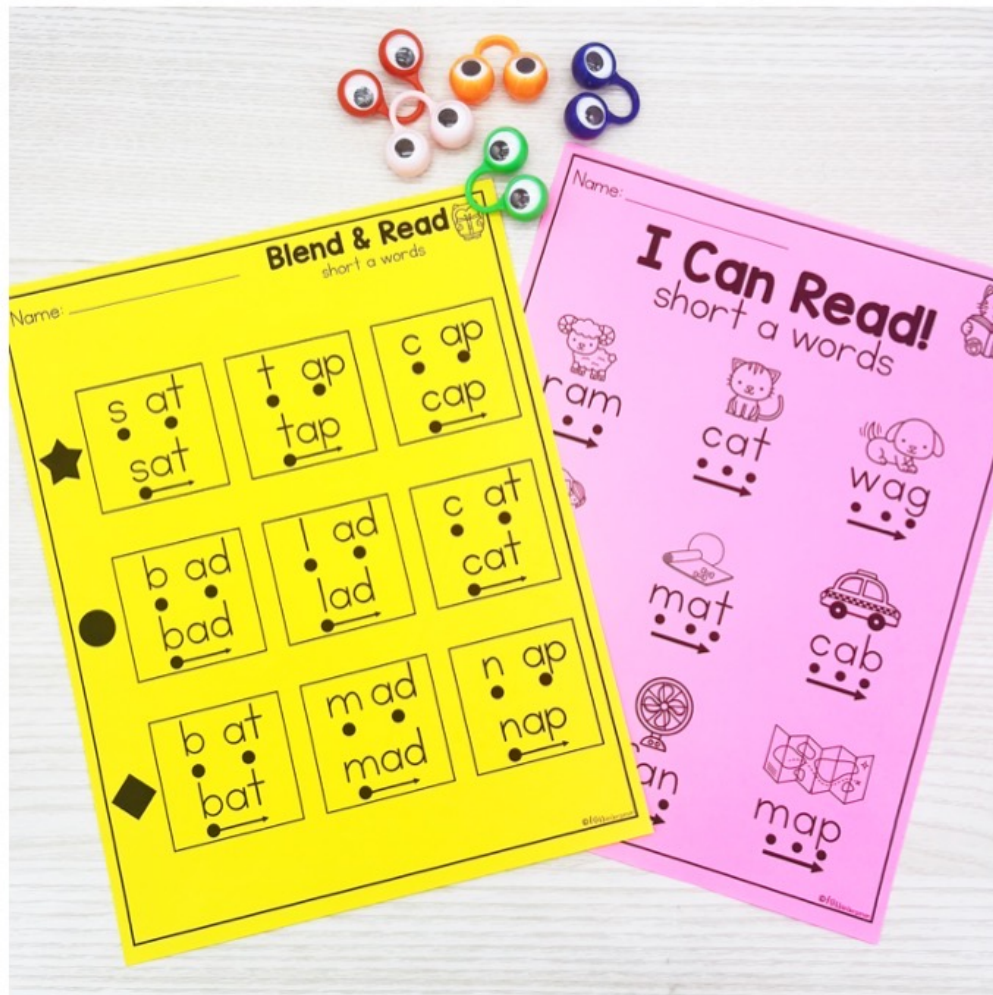 Blend & Read
short a words
Name:
s at t ap c ap
sat tap cap
b ad l ad c at
bad lad cat
b at m ad n ap
bat mad nap
Name:
I Can Read!
short a words
ram cat wag
mat cab
an map